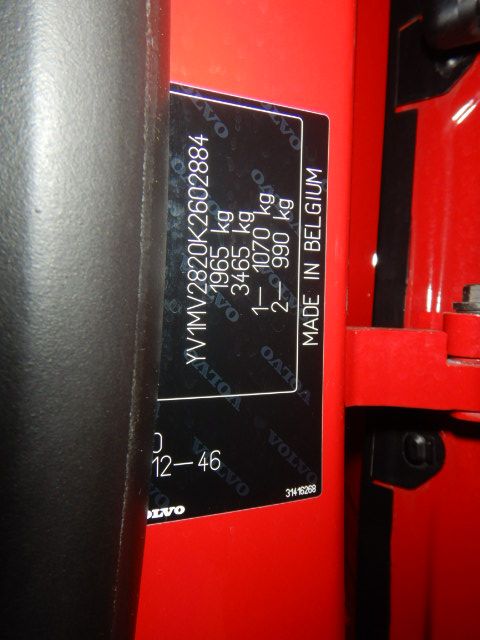 YV1MV2820K2602884
1965 kg
3465 kg
1— 1070 kg
2— 990 kg
MADE IN BELGIUM
12—46
VOLVO
31416268